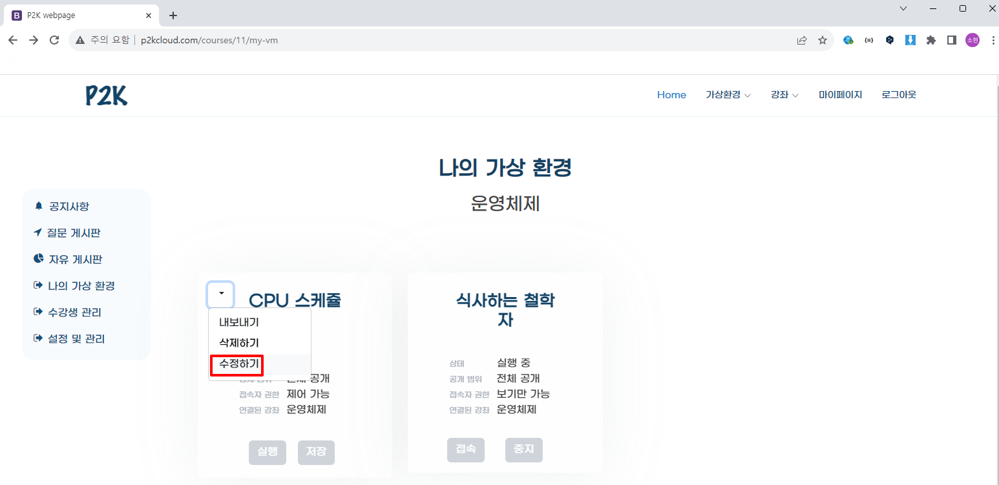 P2K webpage
주의 요함 | p2kcloud.com/courses/11/my-vm
소현
P2K
Home 가상환경 강좌 마이페이지 로그아웃
나의 가상 환경
운영체제
공지사항
질문 게시판
자유 게시판
나의 가상 환경
수강생 관리
설정 및 관리
CPU 스케쥴
내보내기
삭제하기
수정하기
공개 범위 전체 공개
접속자 권한 제어 가능
연결된 강좌 운영체제
실행 저장
식사하는 철학
자
상태 실행 중
공개 범위 전체 공개
접속자 권한 보기만 가능
연결된 강좌 운영체제
접속 중지